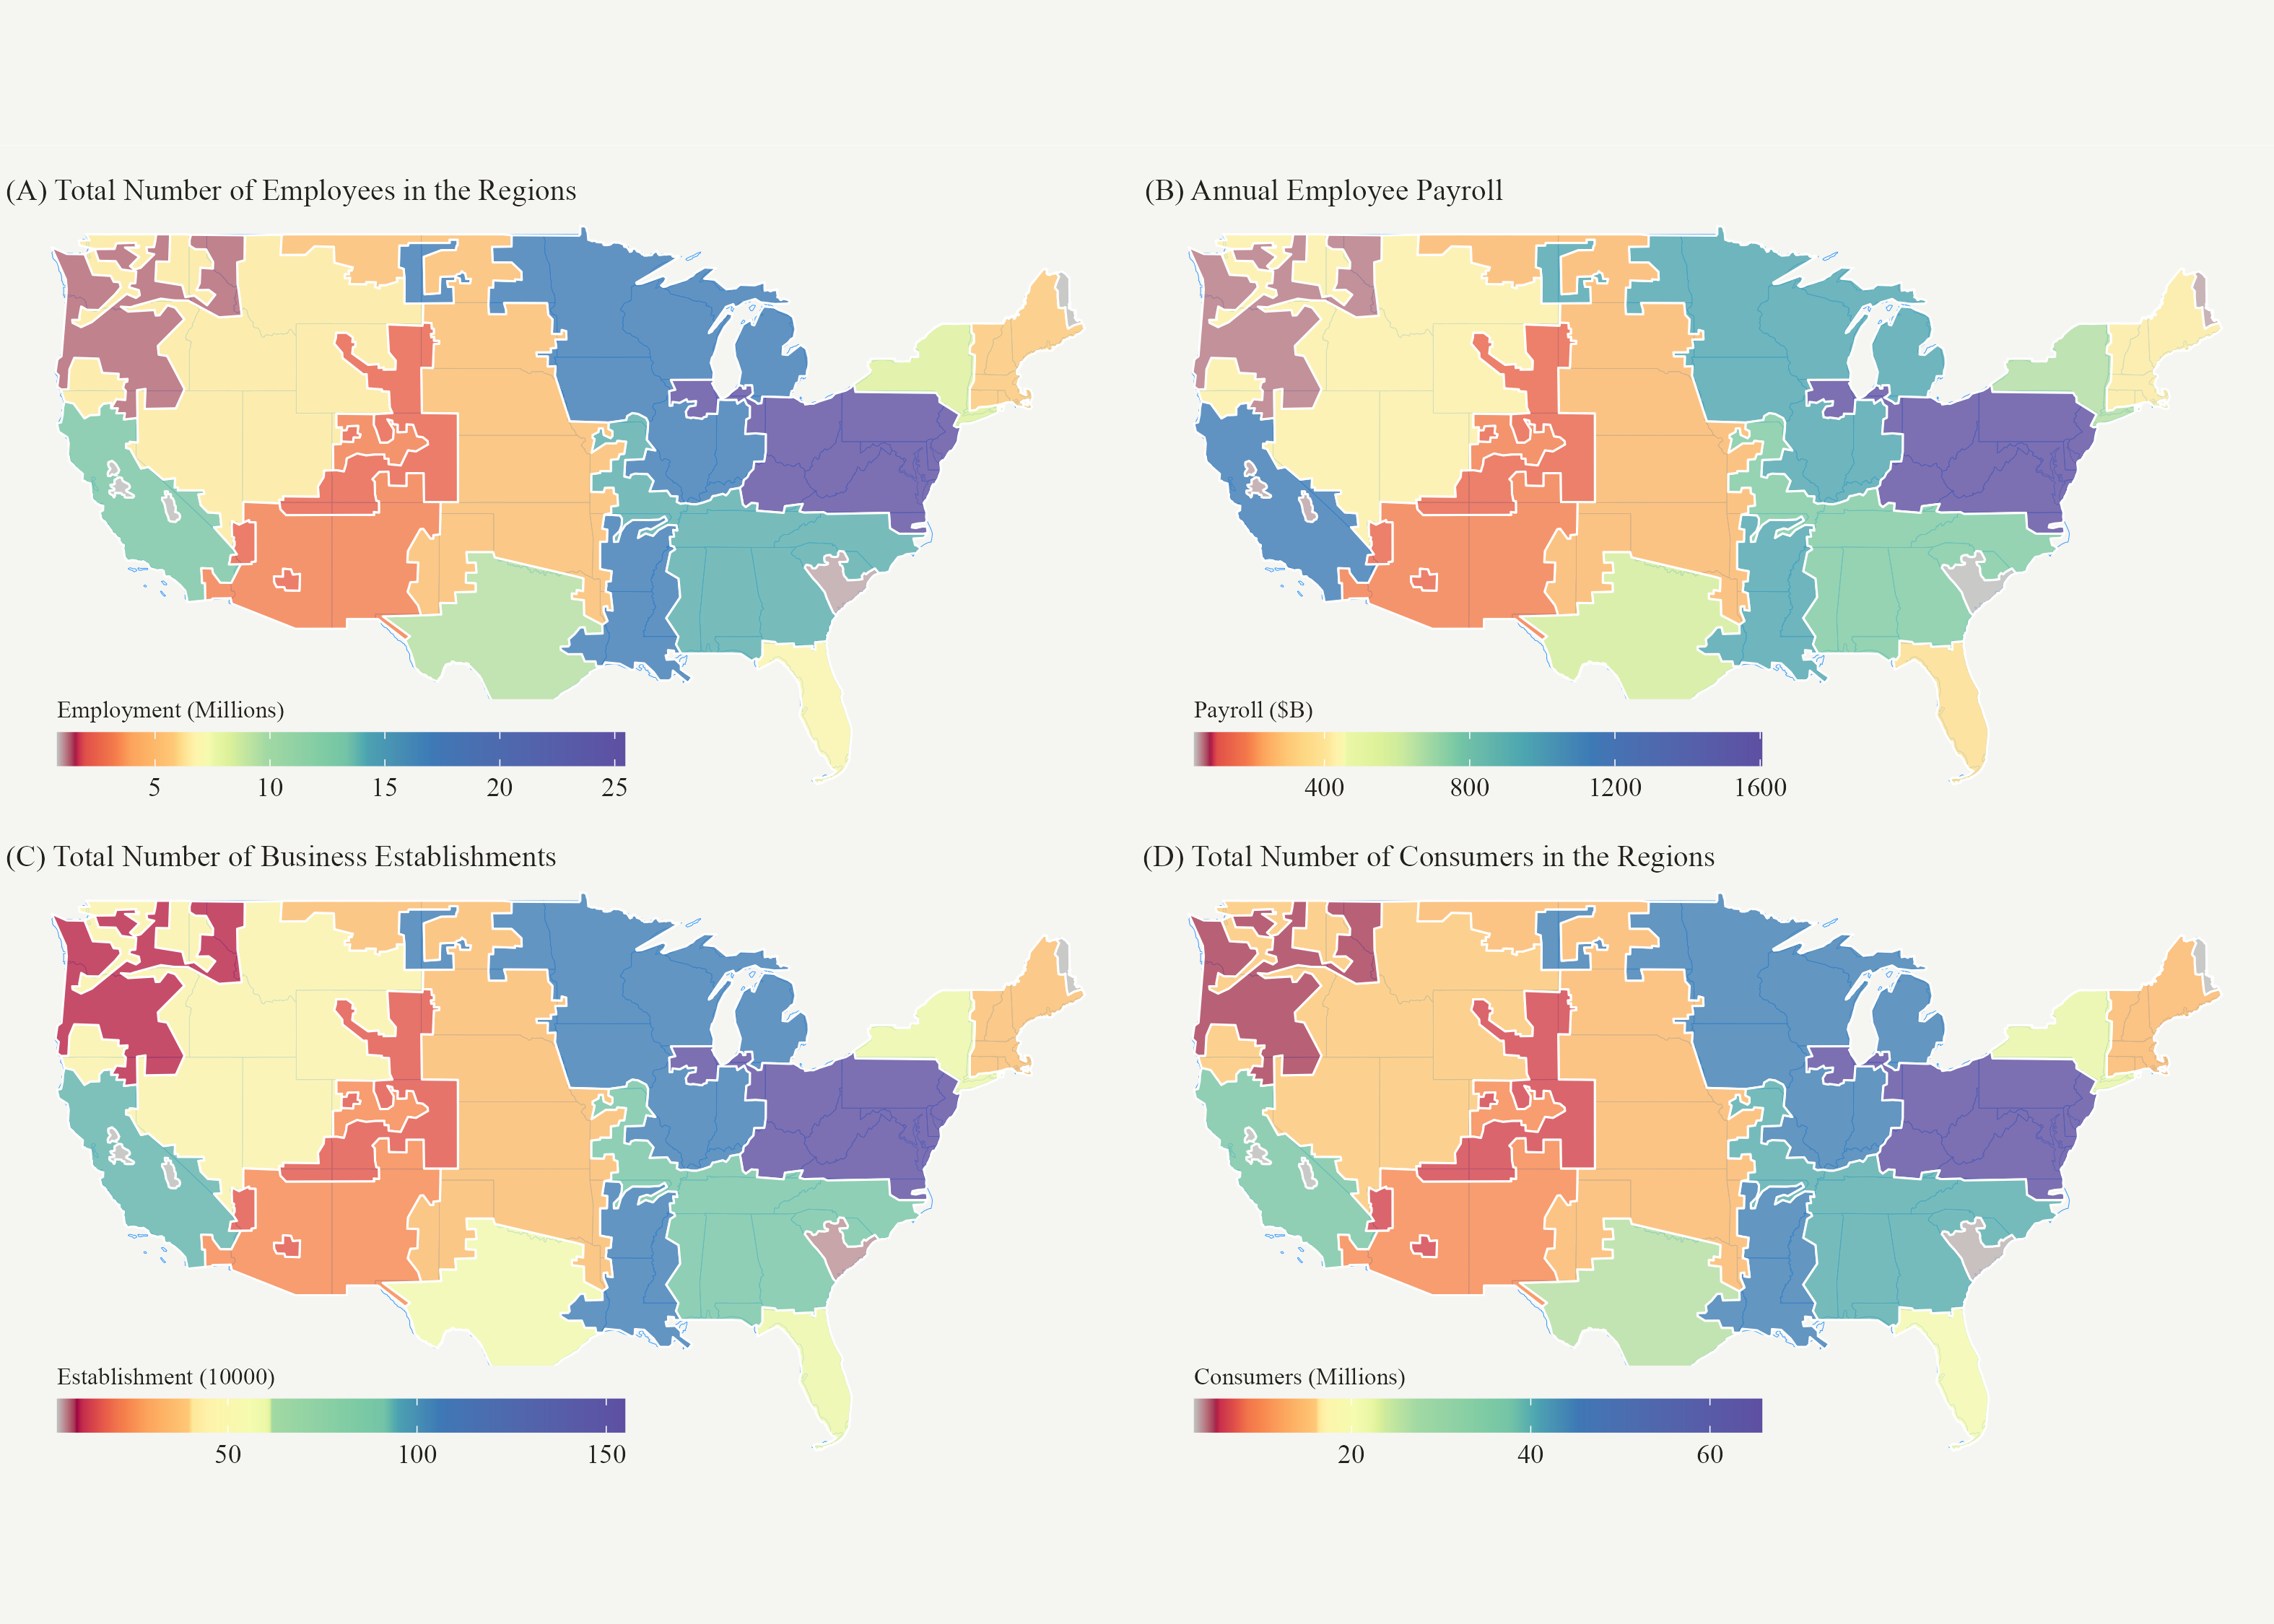 (A) Total Number of Employees in the Regions
Employment (Millions)
5 10 15 20 25
(B) Annual Employee Payroll
Payroll ($B)
400 800 1200 1600
(C) Total Number of Business Establishments
Establishment (10000)
50 100 150
(D) Total Number of Consumers in the Regions
Consumers (Millions)
20 40 60